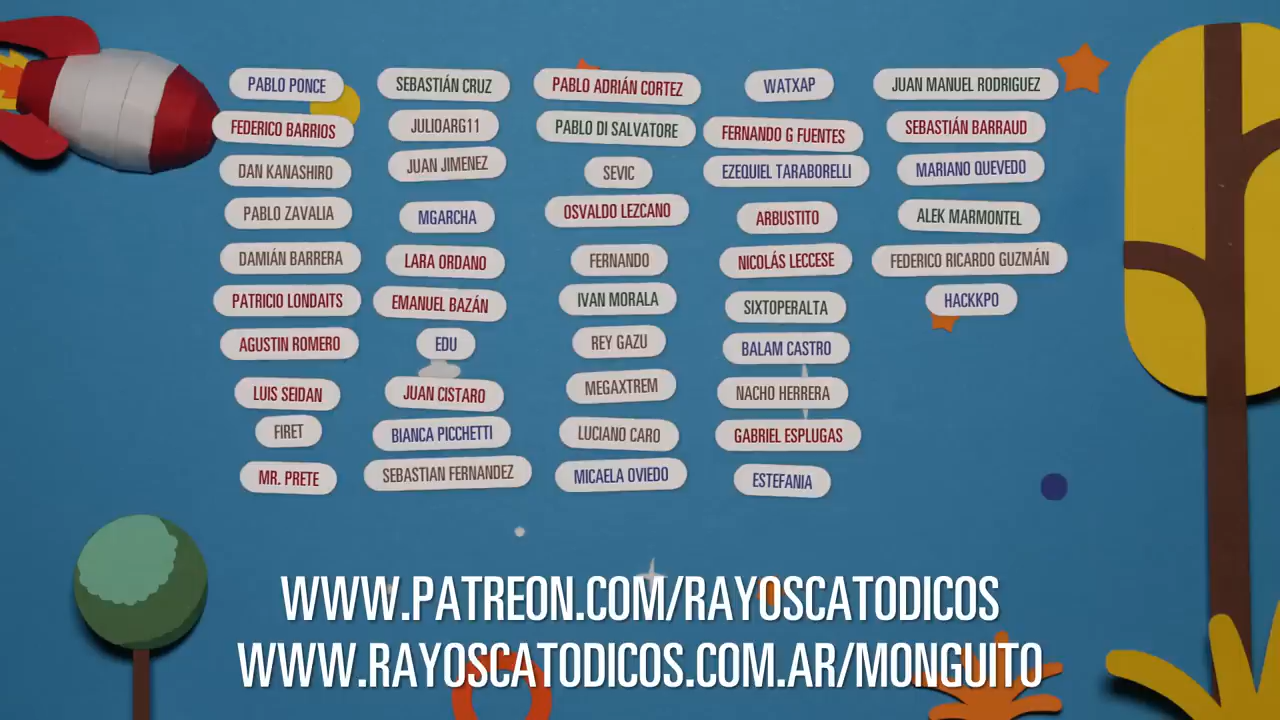 PABLO PONCE
FEDERICO BARRIOS
DAN KANASHIRO
PABLO ZAVALIA
DAMIÁN BARRERA
PATRICIO LONDAITS
AGUSTIN ROMERO
LUIS SEIDAN
FIRET
MR. PRETE
SEBASTIÁN CRUZ
JULIOARG11
JUAN JIMENEZ
MGARCHA
LARA ORDANO
EMANUEL BAZÁN
EDU
JUAN CISTARO
BIANCA PICCHETTI
SEBASTIAN FERNANDEZ
PABLO ADRIÁN CORTEZ
PABLO DI SALVATORE
SEVIC
OSVALDO LEZCANO
FERNANDO
IVAN MORALA
REY GAZU
MEGAXTREM
LUCIANO CARO
MICAELA OVIEDO
WATXAP
FERNANDO G FUENTES
EZEQUIEL TARABORELLI
ARBUSTITO
NICOLÁS LECCESE
SIXTOPERALTA
BALAM CASTRO
NACHO HERRERA
GABRIEL ESPLUGAS
ESTEFANIA
JUAN MANUEL RODRIGUEZ
SEBASTIÁN BARRAUD
MARIANO QUEVEDO
ALEK MARMONTEL
FEDERICO RICARDO GUZMÁN
HACKKPO
WWW.PATREON.COM/RAYOSCATODICOS
WWW.RAYOSCATODICOS.COM.AR/MONGUITO